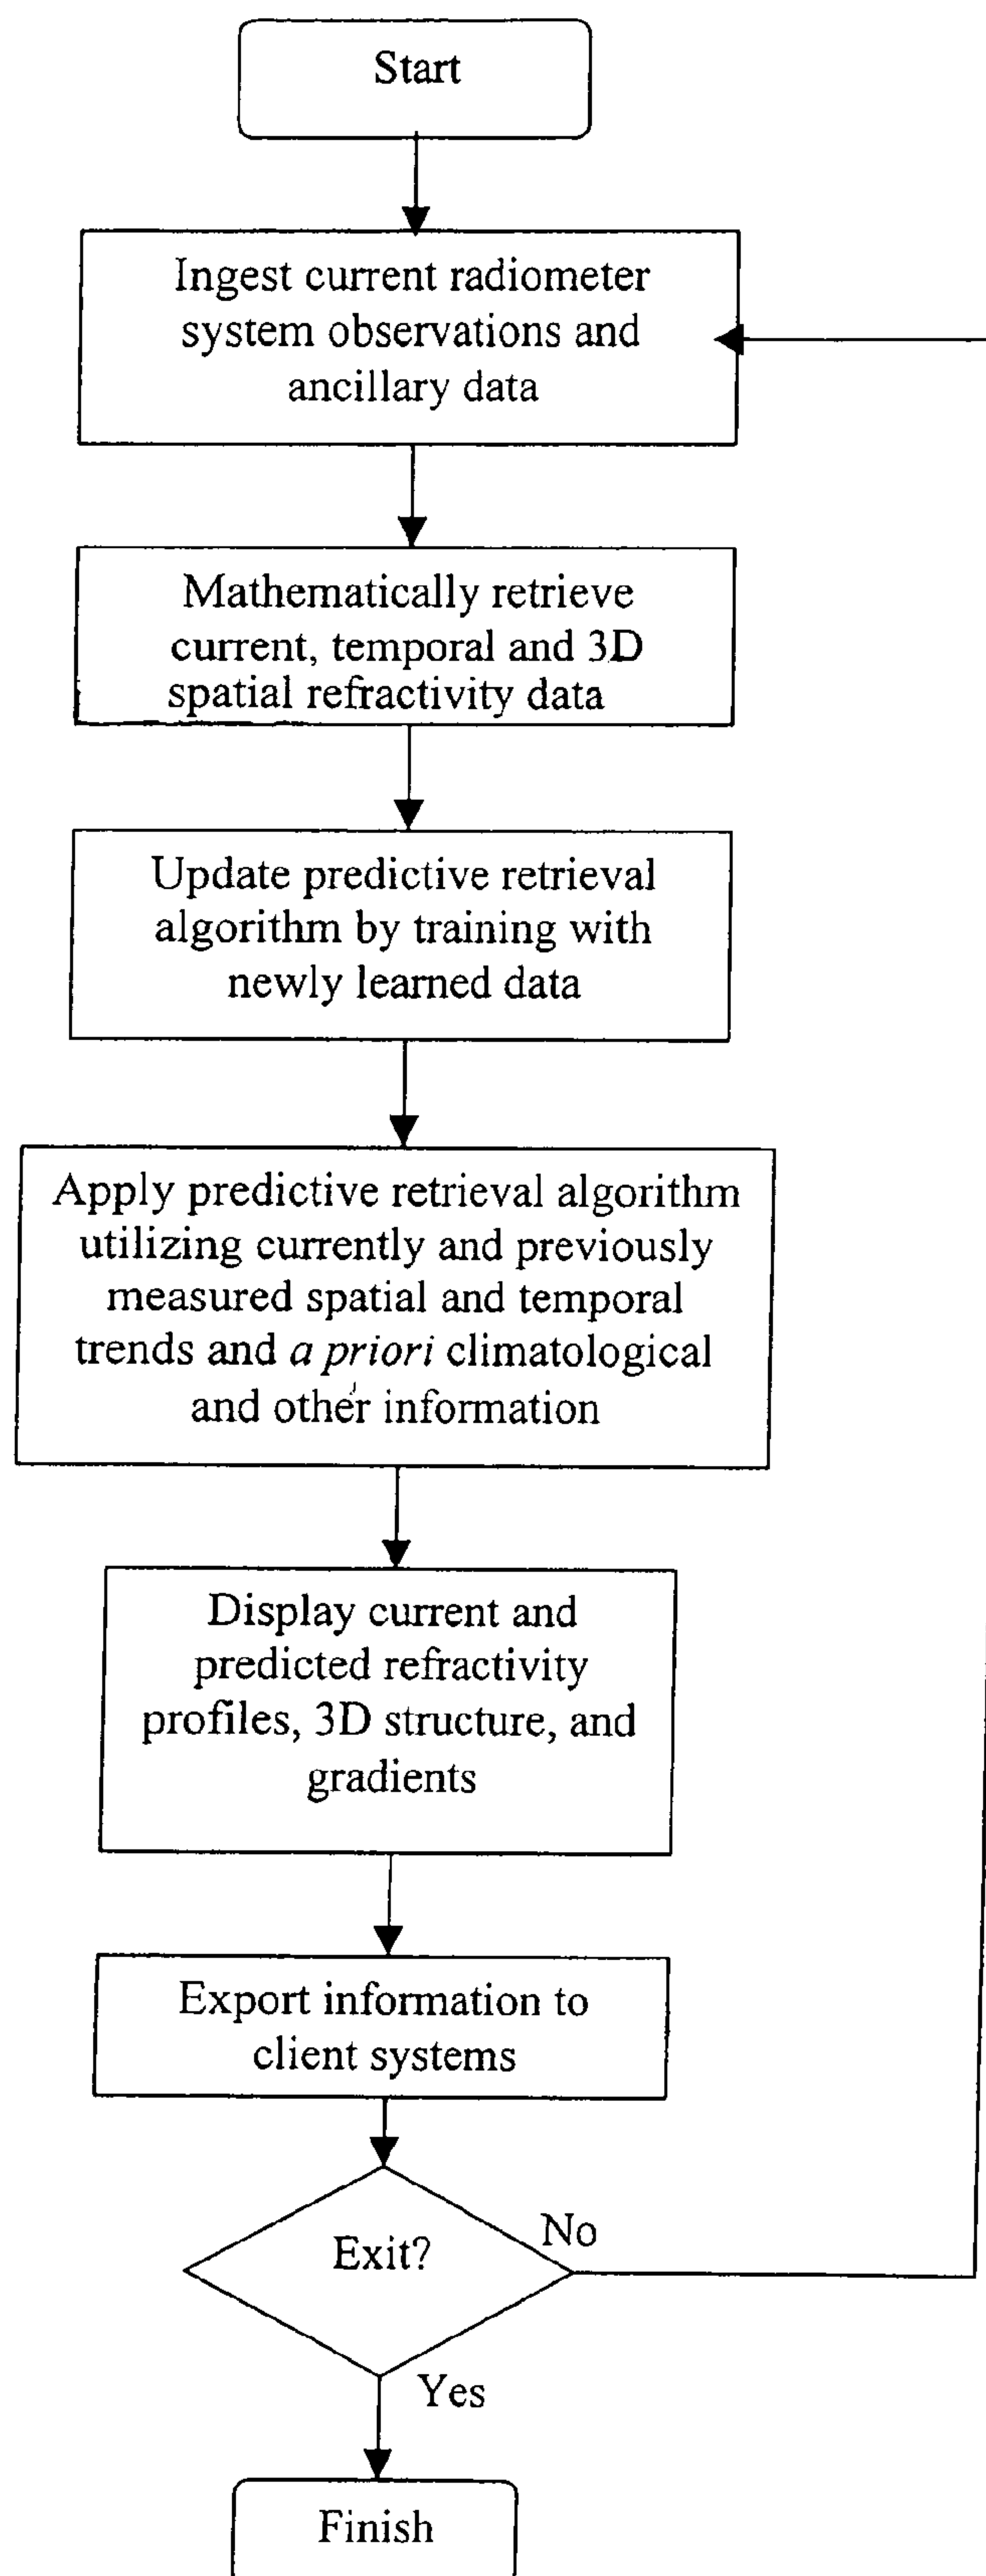 Start
Ingest current radiometer
system observations and
ancillary data
Mathematically retrieve
current, temporal and 3D
spatial refractivity data
Update predictive retrieval
algorithm by training with
newly learned data
Apply predictive retrieval algorithm
utilizing currently and previously
measured spatial and temporal
trends and a priori climatological
and other information
Display current and
predicted refractivity
profiles, 3D structure, and
gradients
Export information to
client systems
Exit?
No
Yes
Finish